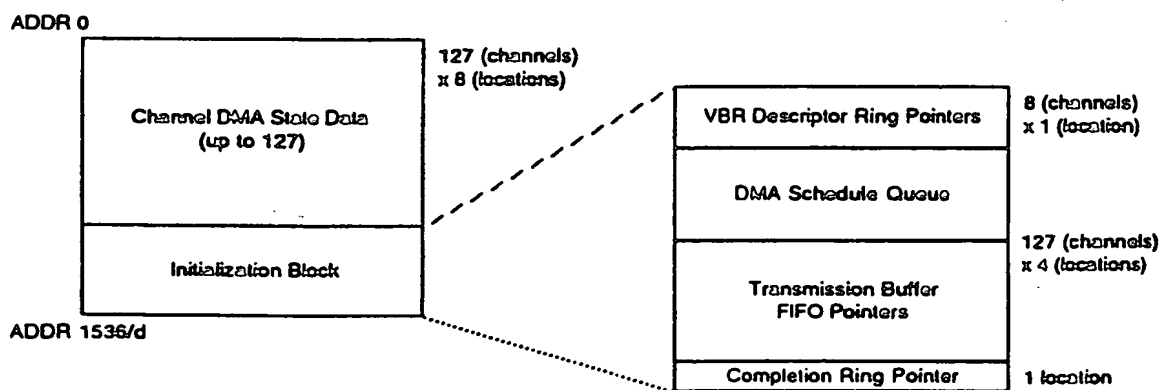 ADDR 0
127 (channels)
x 8 (locations)
Channel DMA State Data
(up to 127)
Initialization Block
ADDR 1536/d
VBR Descriptor Ring Pointers
8 (channels)
x 1 (location)
DMA Schedule Queue
127 (channels)
x 4 (locations)
Transmission Buffer
FIFO Pointers
Completion Ring Pointer
1 location